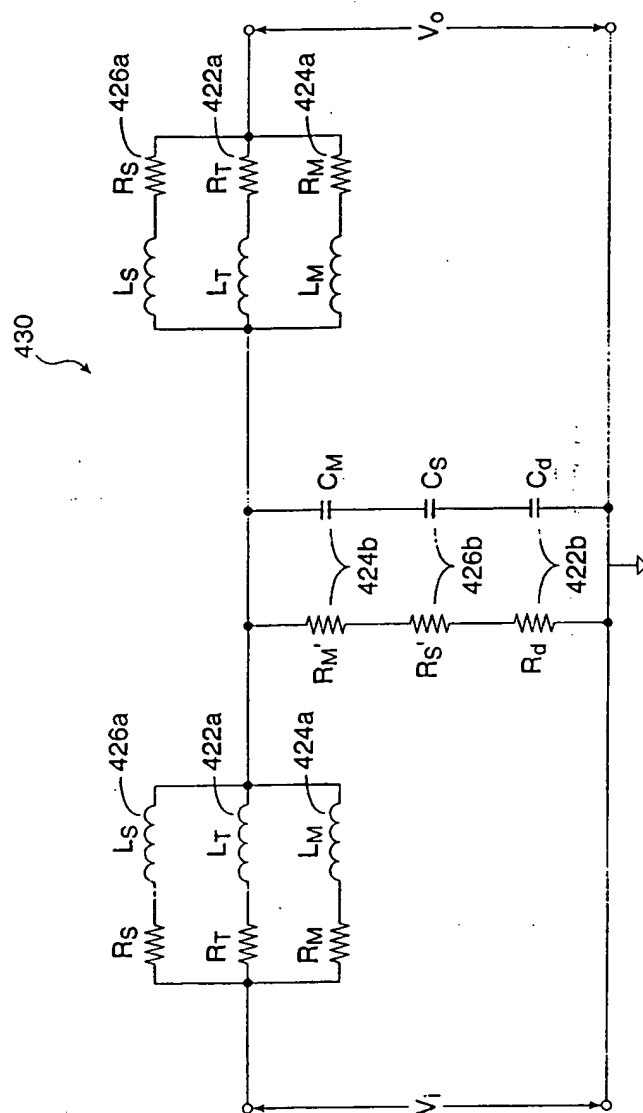 430
426a
LS
RS
422a
LT
RT
424a
LM
RM
LS
RS
426a
LT
RT
422a
LM
RM
424a
RM'
424b
CM
RS'
426b
CS
Rd
422b
Cd
Vi
Vo